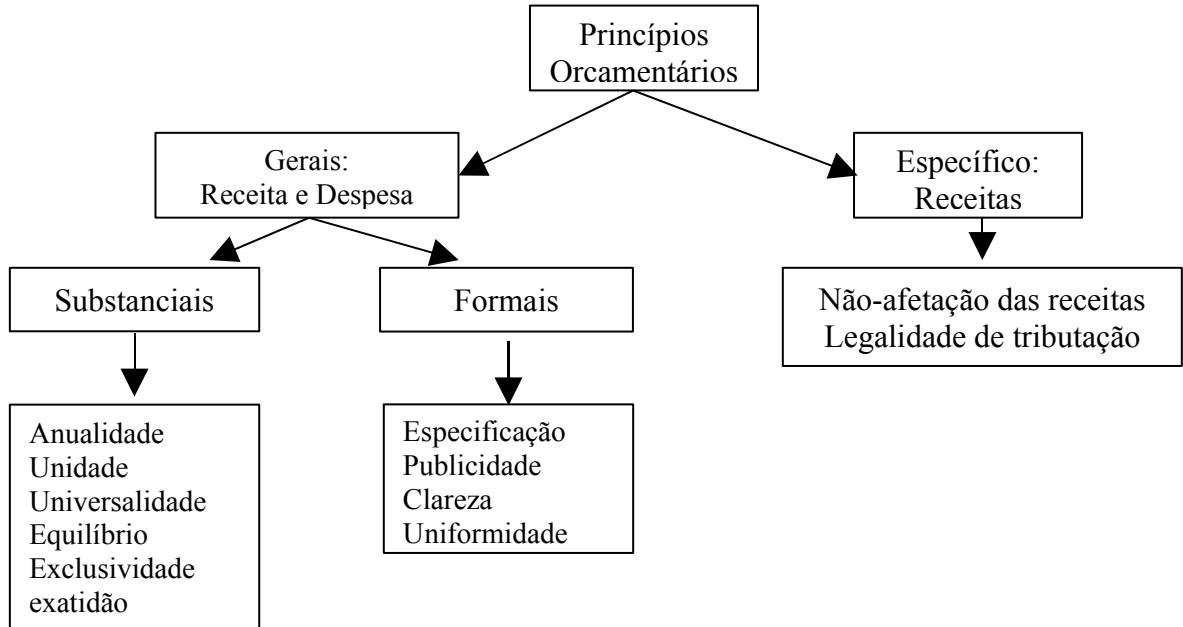 Princípios
Orcamentários
Gerais:
Receita e Despesa
Específico:
Receitas
Substanciais
Formais
Não-afetação das receitas
Legalidade de tributação
Anualidade
Unidade
Universalidade
Equilíbrio
Exclusividade
exatidão
Especificação
Publicidade
Clareza
Uniformidade